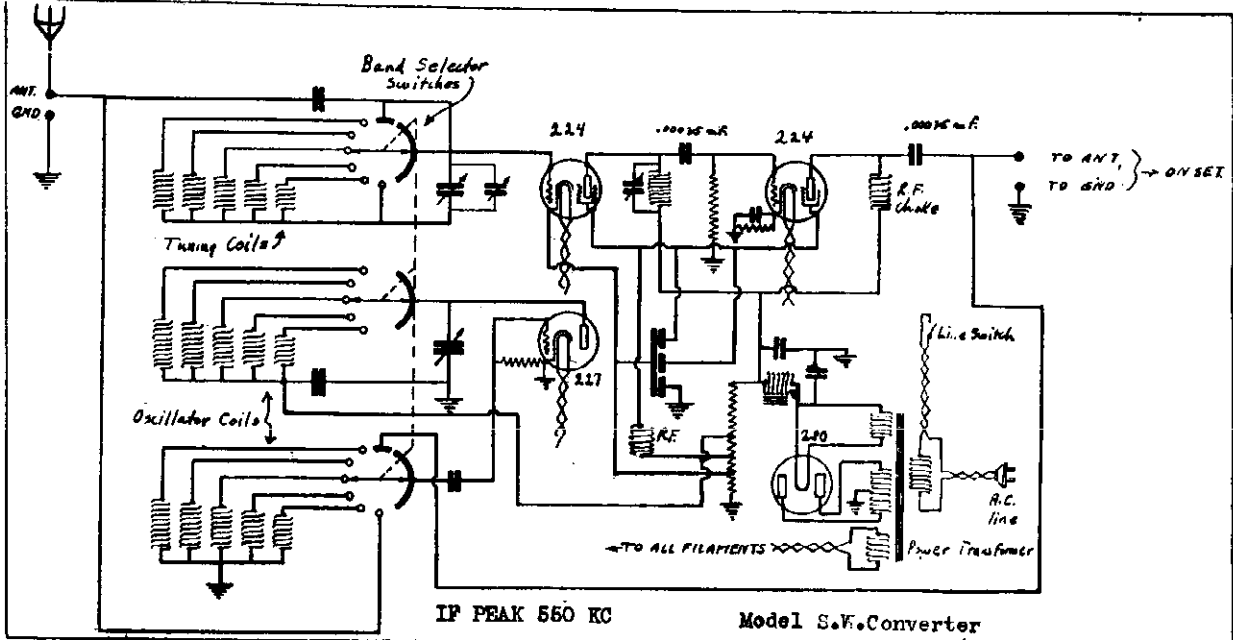 Band Selector
Switches
ANT.
GND
224
.00025 mF.
224
.00025 mF.
TO ANT,
TO GND
→ ON SET.
R.F.
Choke
Tuning Coils
227
Line Switch
Oscillator Coils
R.F.
280
A.C.
line
←TO ALL FILAMENTS
Power Transformer
IF PEAK 550 KC
Model S.W.Converter